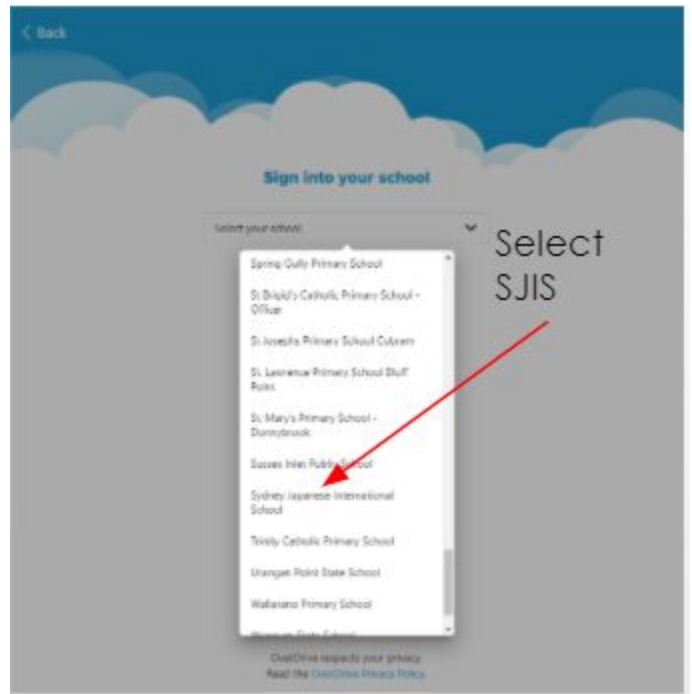 < Back
Sign into your school
Select your school
Select
SJIS
Spring Gully Primary School
St Brigid's Catholic Primary School -
Officer
St Josephs Primary School Cobram
St. Lawrence Primary School Bluff
Point
St. Mary's Primary School -
Donnybrook
Sussex Inlet Public School
Sydney Japanese International
School
Trinity Catholic Primary School
Urangan Point State School
Wallarano Primary School
State School
OverDrive respects your privacy.
Read the OverDrive Privacy Policy.